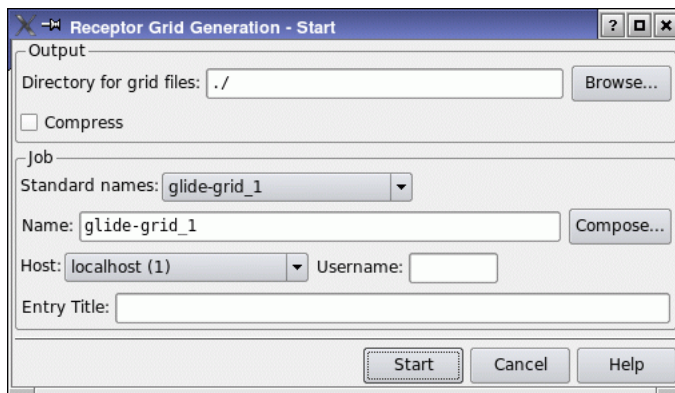 Receptor Grid Generation - Start
?
Output
Directory for grid files: ./ Browse...
Compress
Job
Standard names: glide-grid_1
Name: glide-grid_1 Compose...
Host: localhost (1) Username:
Entry Title:
Start Cancel Help